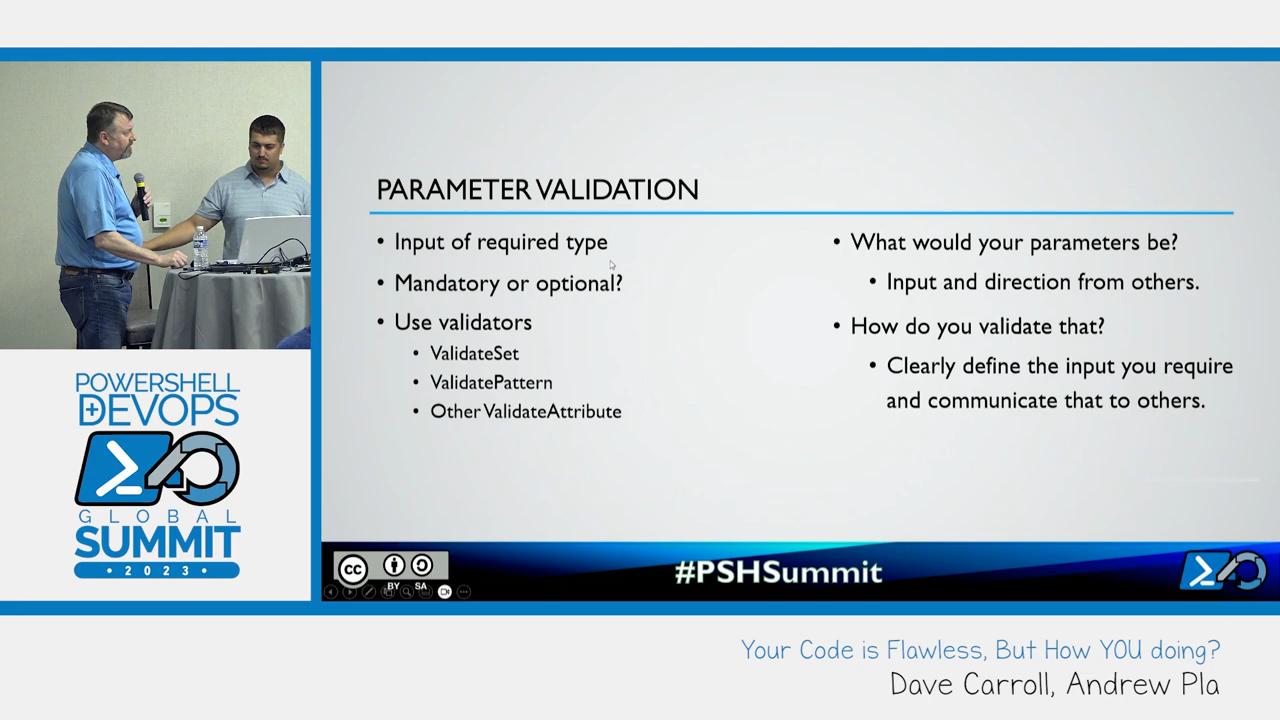 PARAMETER VALIDATION
• Input of required type
• Mandatory or optional?
• Use validators
• ValidateSet
• ValidatePattern
• Other ValidateAttribute
• What would your parameters be?
• Input and direction from others.
• How do you validate that?
• Clearly define the input you require
and communicate that to others.
POWERSHELL
+DEVOPS
GLOBAL
SUMMIT
• 2023 •
cc
BY SA
#PSHSummit
Your Code is Flawless, But How YOU doing?
Dave Carroll, Andrew Pla